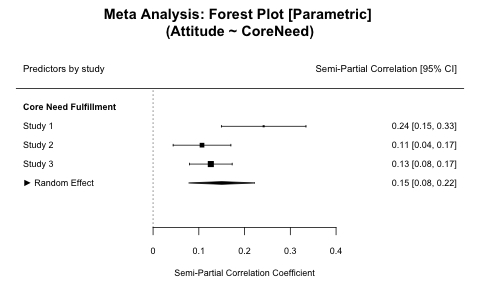 Meta Analysis: Forest Plot [Parametric]
(Attitude ~ CoreNeed)
Predictors by study Semi-Partial Correlation [95% CI]
Core Need Fulfillment
Study 1 0.24 [0.15, 0.33]
Study 2 0.11 [0.04, 0.17]
Study 3 0.13 [0.08, 0.17]
► Random Effect 0.15 [0.08, 0.22]
0 0.1 0.2 0.3 0.4
Semi-Partial Correlation Coefficient